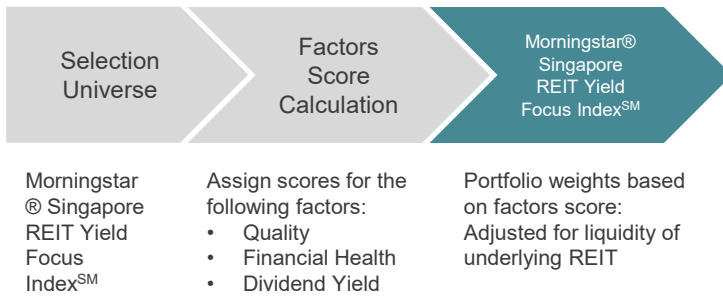 Selection
Universe
Factors
Score
Calculation
Morningstar®
Singapore
REIT Yield
Focus Index℠
Morningstar
® Singapore
REIT Yield
Focus
Index℠
Assign scores for the
following factors:
• Quality
• Financial Health
• Dividend Yield
Portfolio weights based
on factors score:
Adjusted for liquidity of
underlying REIT